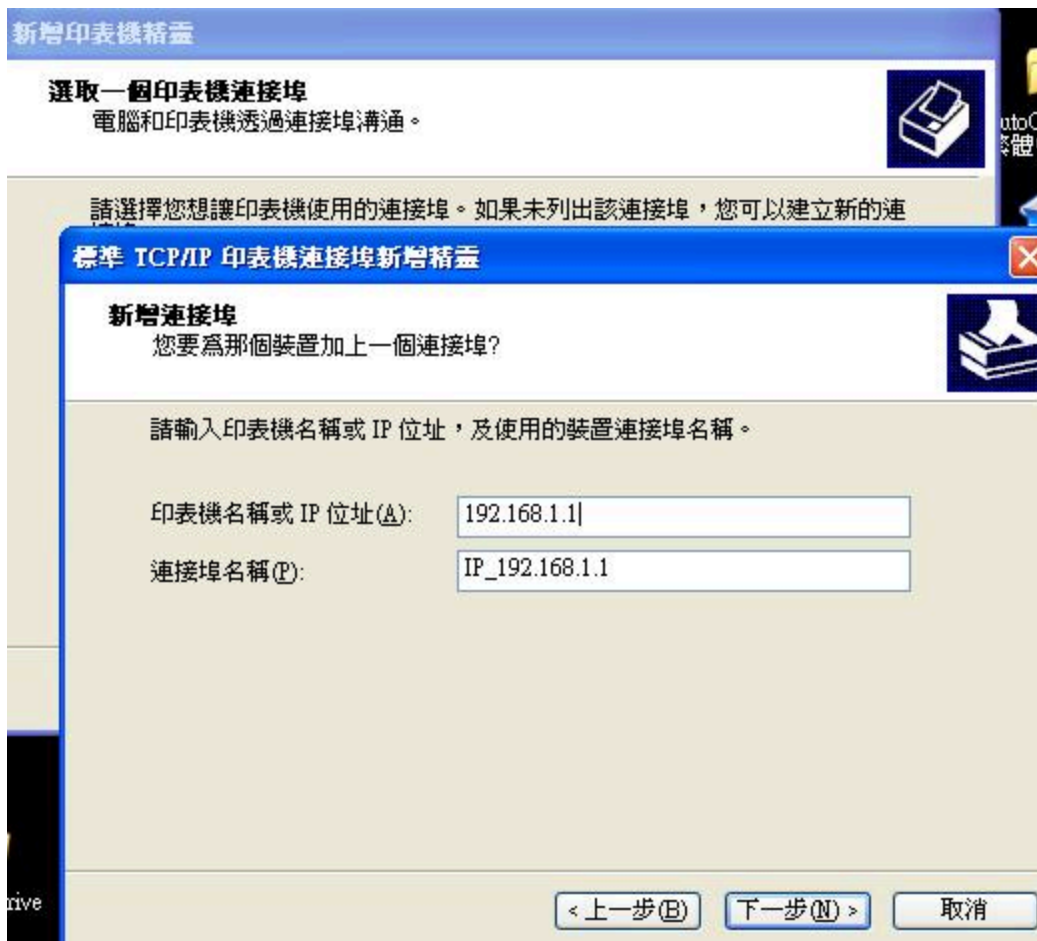 新增印表機精靈
選取一個印表機連接埠
電腦和印表機透過連接埠溝通。
請選擇您想讓印表機使用的連接埠。如果未列出該連接埠,您可以建立新的連
標準 TCP/IP 印表機連接埠新增精靈
新增連接埠
您要爲那個裝置加上一個連接埠?
請輸入印表機名稱或 IP 位址,及使用的裝置連接埠名稱。
印表機名稱或 IP 位址(A): 192.168.1.1
連接埠名稱(P): IP_192.168.1.1
< 上一步(B) 下一步(N) > 取消